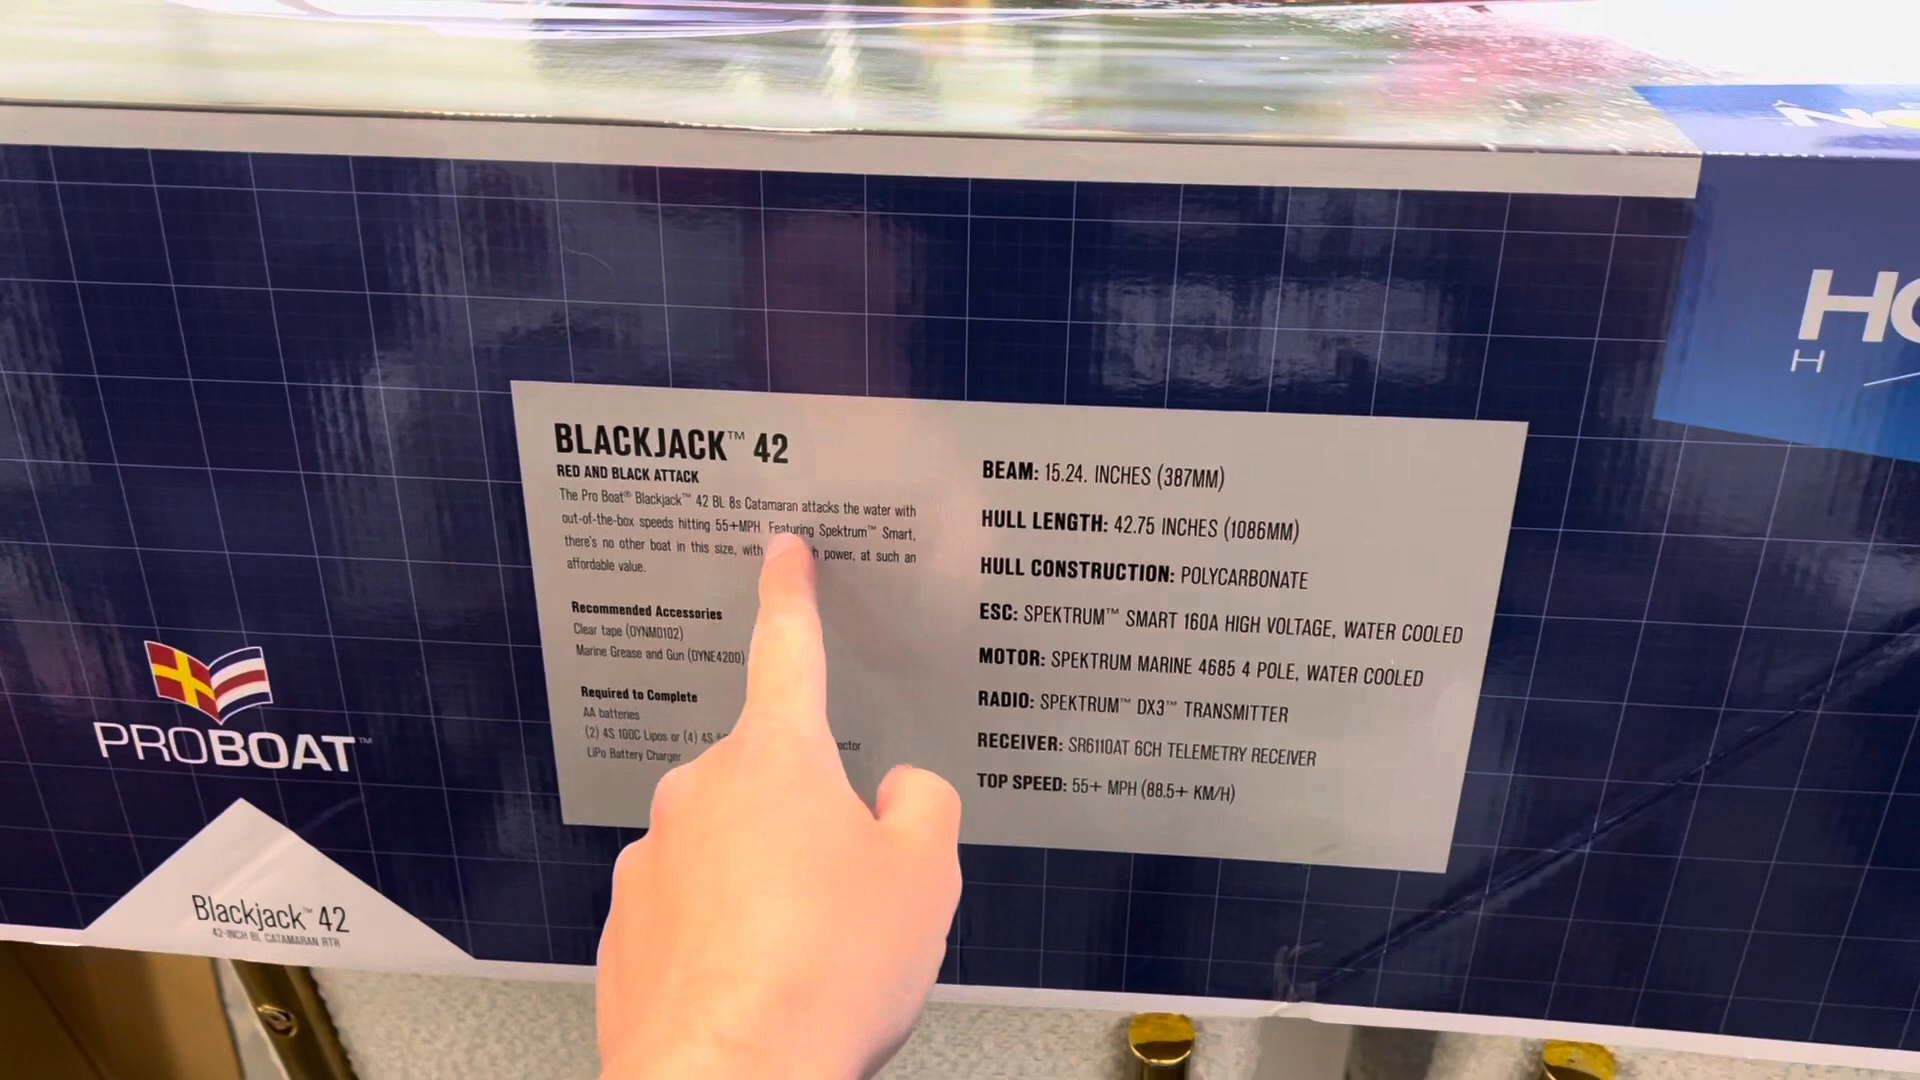 BLACKJACK™ 42
RED AND BLACK ATTACK
The Pro Boat® Blackjack™ 42 BL 8s Catamaran attacks the water with
out-of-the-box speeds hitting 55+MPH. Featuring Spektrum™ Smart,
there's no other boat in this size, with power, at such an
affordable value.
Recommended Accessories
Clear tape (DYNM0102)
Marine Grease and Gun (DYNE4200)
Required to Complete
AA batteries
(2) 4S 100C Lipos or (4) 4S
LiPo Battery Charger
BEAM: 15.24. INCHES (387MM)
HULL LENGTH: 42.75 INCHES (1086MM)
HULL CONSTRUCTION: POLYCARBONATE
ESC: SPEKTRUM™ SMART 160A HIGH VOLTAGE, WATER COOLED
MOTOR: SPEKTRUM MARINE 4685 4 POLE, WATER COOLED
RADIO: SPEKTRUM™ DX3™ TRANSMITTER
RECEIVER: SR6110AT 6CH TELEMETRY RECEIVER
TOP SPEED: 55+ MPH (88.5+ KM/H)
PROBOAT™
Blackjack™ 42
42-INCH BL CATAMARAN RTR
HO
H